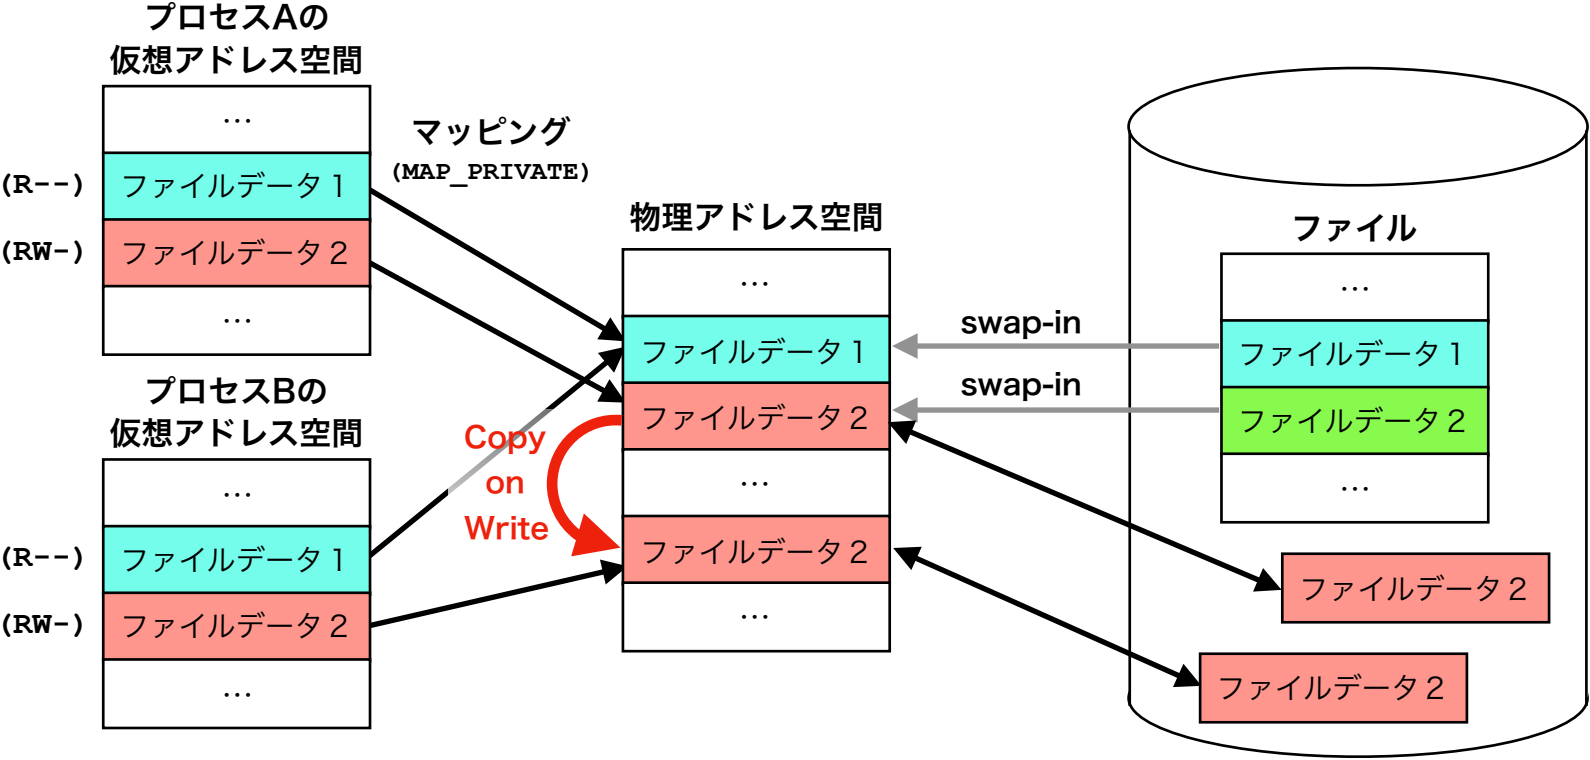 プロセスAの
仮想アドレス空間
…
(R--)
ファイルデータ1
(RW-)
ファイルデータ2
…
マッピング
(MAP_PRIVATE)
プロセスBの
仮想アドレス空間
…
(R--)
ファイルデータ1
(RW-)
ファイルデータ2
…
Copy
on
Write
物理アドレス空間
…
ファイルデータ1
ファイルデータ2
…
ファイルデータ2
…
swap-in
swap-in
ファイル
…
ファイルデータ1
ファイルデータ2
…
ファイルデータ2
ファイルデータ2